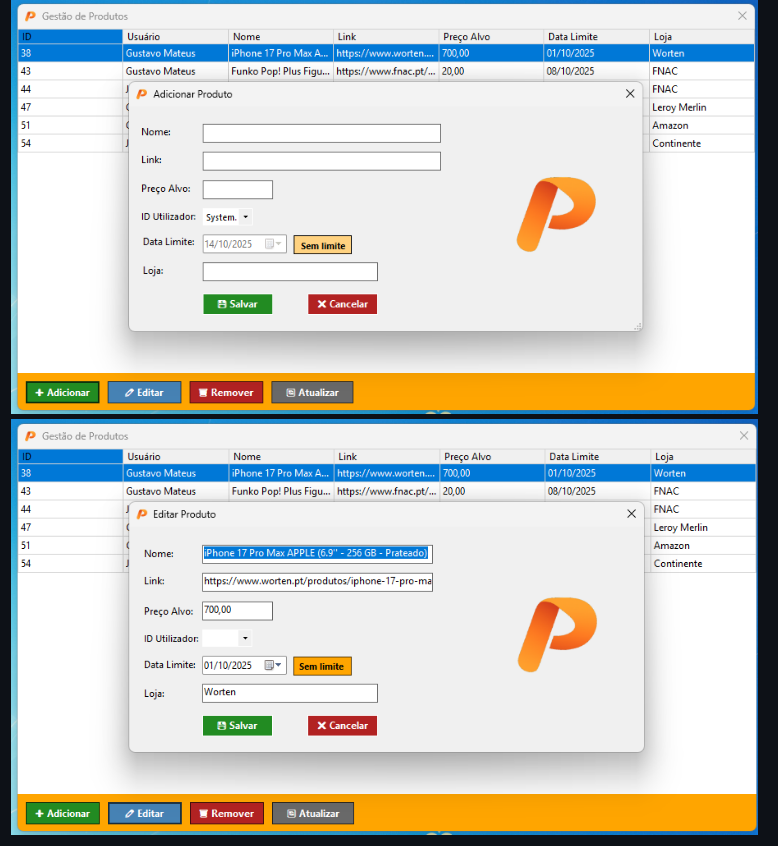 Gestão de Produtos
ID Usuário Nome Link Preço Alvo Data Limite Loja
38 Gustavo Mateus iPhone 17 Pro Max A... https://www.worten.... 700,00 01/10/2025 Worten
43 Gustavo Mateus Funko Pop! Plus Figu... https://www.fnac.pt/... 20,00 08/10/2025 FNAC
44 FNAC
47 Leroy Merlin
51 Amazon
54 Continente
Adicionar Produto
Nome:
Link:
Preço Alvo:
ID Utilizador: System.
Data Limite: 14/10/2025 Sem limite
Loja:
Salvar Cancelar
Adicionar Editar Remover Atualizar
Gestão de Produtos
ID Usuário Nome Link Preço Alvo Data Limite Loja
38 Gustavo Mateus iPhone 17 Pro Max A... https://www.worten.... 700,00 01/10/2025 Worten
43 Gustavo Mateus Funko Pop! Plus Figu... https://www.fnac.pt/... 20,00 08/10/2025 FNAC
44 FNAC
47 Leroy Merlin
51 Amazon
54 Continente
Editar Produto
Nome: iPhone 17 Pro Max APPLE (6.9'' - 256 GB - Prateado)
Link: https://www.worten.pt/produtos/iphone-17-pro-ma
Preço Alvo: 700,00
ID Utilizador:
Data Limite: 01/10/2025 Sem limite
Loja: Worten
Salvar Cancelar
Adicionar Editar Remover Atualizar